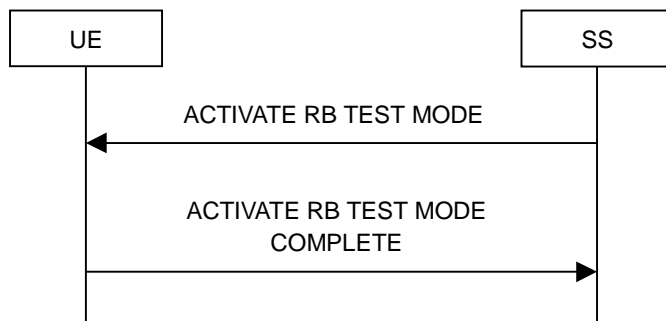 UE
SS
ACTIVATE RB TEST MODE
ACTIVATE RB TEST MODE
COMPLETE